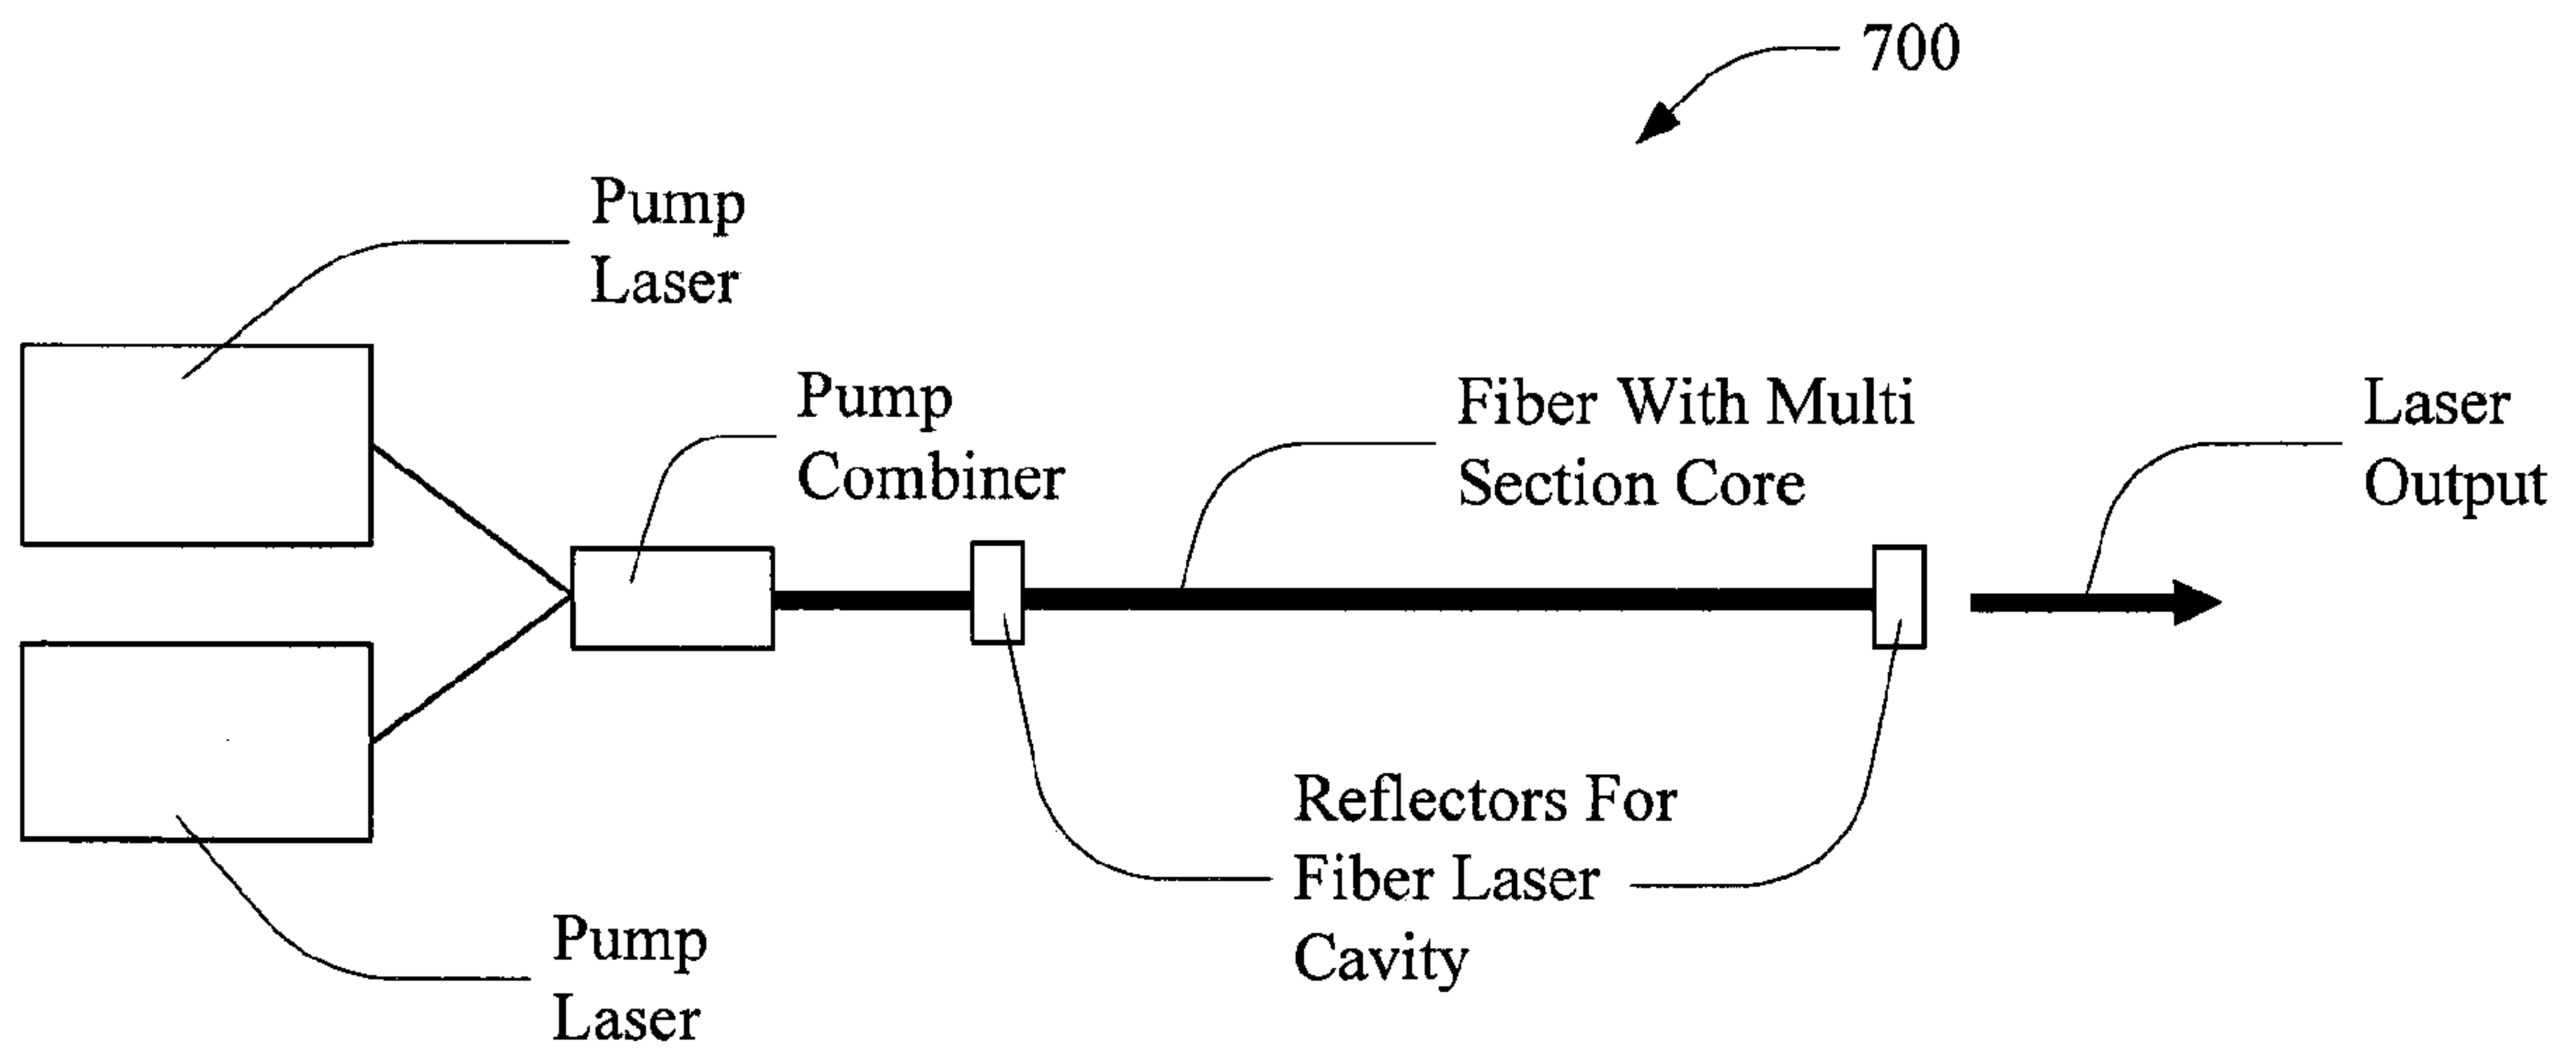 700
Pump
Laser
Pump
Combiner
Fiber With Multi
Section Core
Laser
Output
Reflectors For
Fiber Laser
Cavity
Pump
Laser